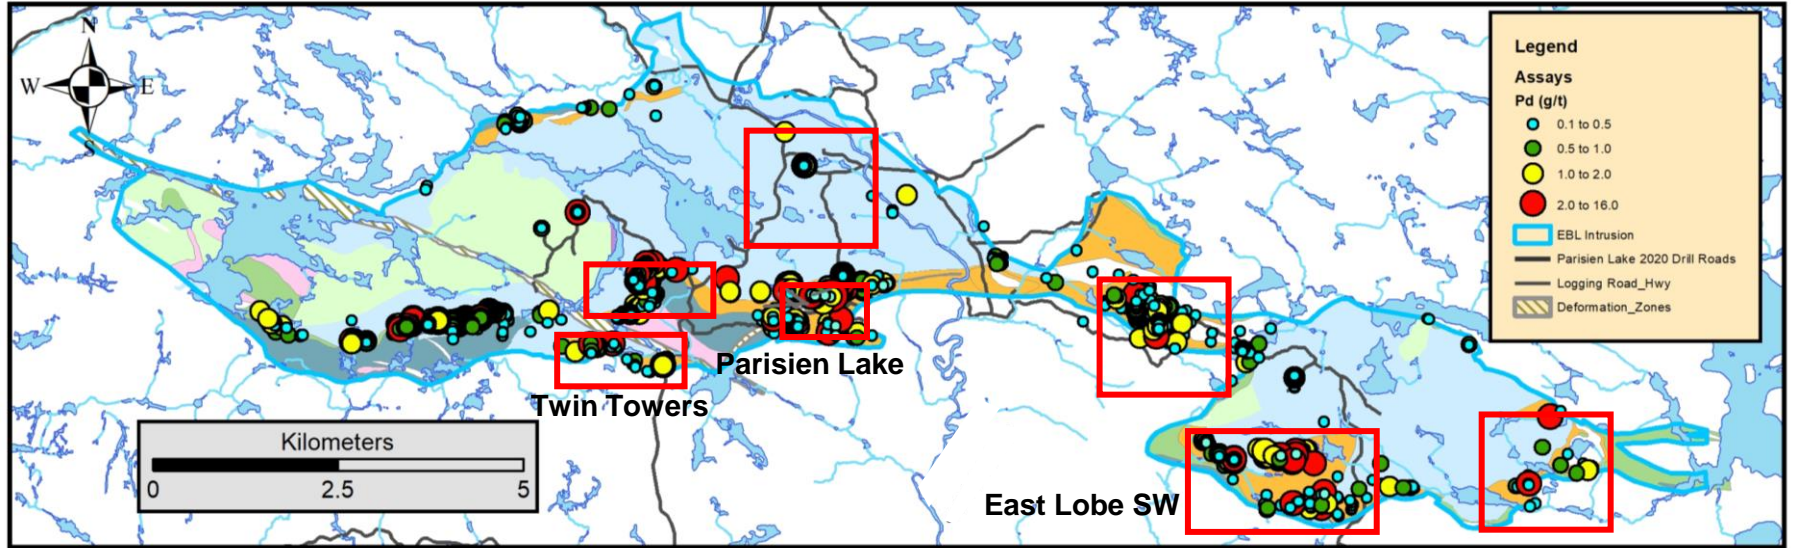 N
W
E
S
Legend
Assays
Pd (g/t)
0.1 to 0.5
0.5 to 1.0
1.0 to 2.0
2.0 to 16.0
EBL Intrusion
Parisien Lake 2020 Drill Roads
Logging Road_Hwy
Deformation_Zones
Parisien Lake
Twin Towers
Kilometers
0 2.5 5
East Lobe SW